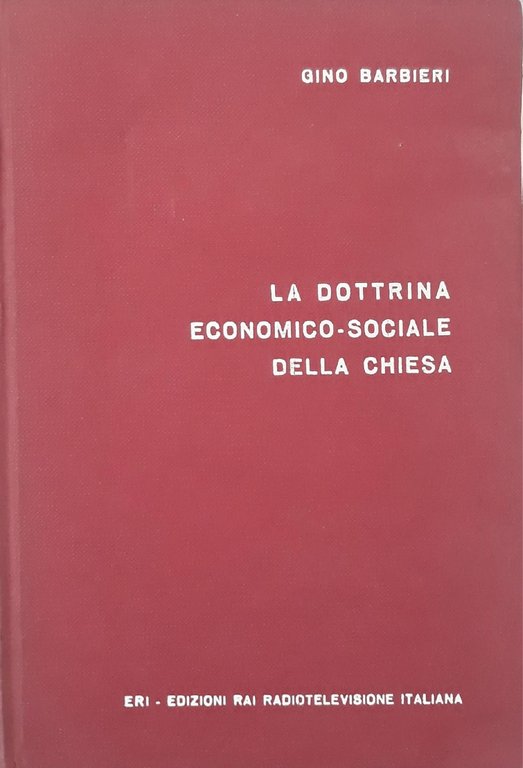 GINO BARBIERI
LA DOTTRINA
ECONOMICO-SOCIALE
DELLA CHIESA
ERI - EDIZIONI RAI RADIOTELEVISIONE ITALIANA